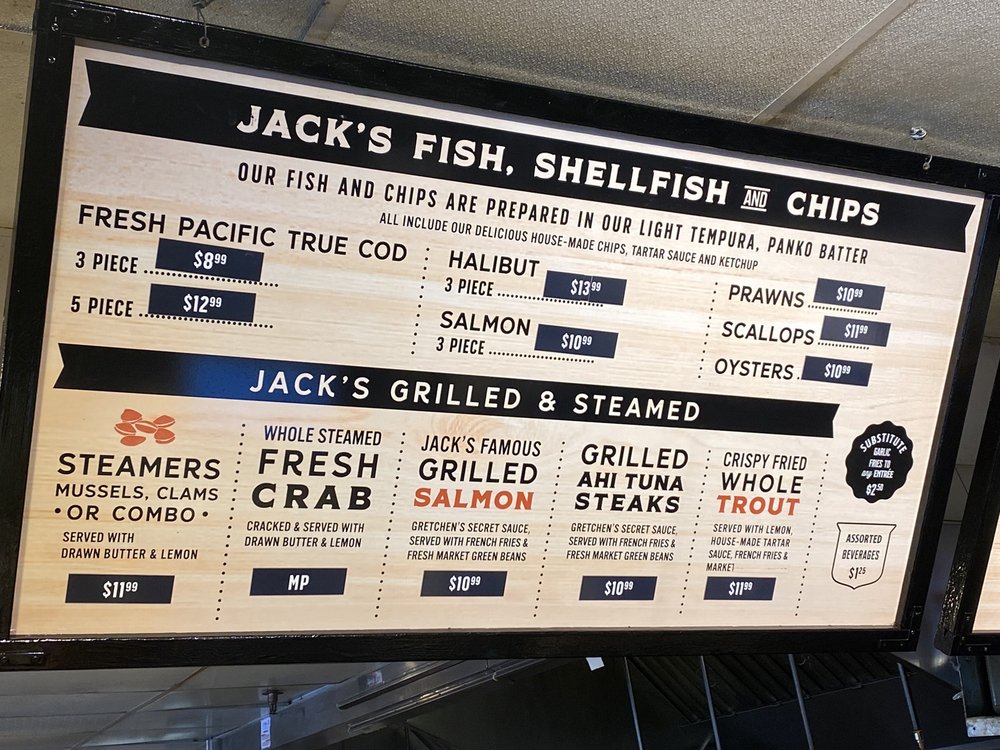 JACK'S FISH, SHELLFISH AND CHIPS
OUR FISH AND CHIPS ARE PREPARED IN OUR LIGHT TEMPURA, PANKO BATTER
ALL INCLUDE OUR DELICIOUS HOUSE-MADE CHIPS, TARTAR SAUCE AND KETCHUP
FRESH PACIFIC TRUE COD
3 PIECE $8.99
5 PIECE $12.99
HALIBUT
3 PIECE $13.99
SALMON
3 PIECE $10.99
PRAWNS $10.99
SCALLOPS $11.99
OYSTERS $10.99
JACK'S GRILLED & STEAMED
STEAMERS
MUSSELS, CLAMS
• OR COMBO •
SERVED WITH
DRAWN BUTTER & LEMON
$11.99
WHOLE STEAMED
FRESH
CRAB
CRACKED & SERVED WITH
DRAWN BUTTER & LEMON
MP
JACK'S FAMOUS
GRILLED
SALMON
GRETCHEN'S SECRET SAUCE,
SERVED WITH FRENCH FRIES &
FRESH MARKET GREEN BEANS
$10.99
GRILLED
AHI TUNA
STEAKS
GRETCHEN'S SECRET SAUCE,
SERVED WITH FRENCH FRIES &
FRESH MARKET GREEN BEANS
$10.99
CRISPY FRIED
WHOLE
TROUT
SERVED WITH LEMON,
HOUSE-MADE TARTAR
SAUCE, FRENCH FRIES &
MARKET
$11.99
SUBSTITUTE
GARLIC
FRIES TO
any ENTRÉE
$2.50
ASSORTED
BEVERAGES
$1.25